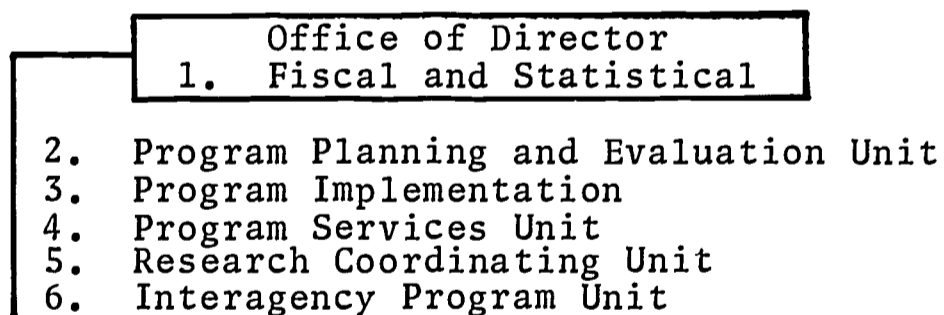 Office of Director
1. Fiscal and Statistical
2. Program Planning and Evaluation Unit
3. Program Implementation
4. Program Services Unit
5. Research Coordinating Unit
6. Interagency Program Unit